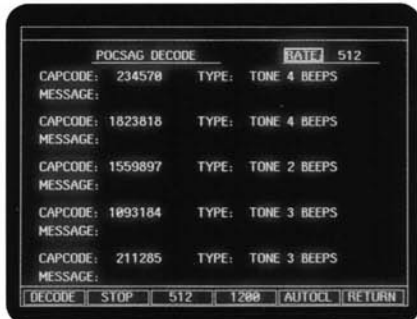 POCSAG DECODE RATE: 512
CAPCODE: 234570 TYPE: TONE 4 BEEPS
MESSAGE:
CAPCODE: 1823818 TYPE: TONE 4 BEEPS
MESSAGE:
CAPCODE: 1559897 TYPE: TONE 2 BEEPS
MESSAGE:
CAPCODE: 1093184 TYPE: TONE 3 BEEPS
MESSAGE:
CAPCODE: 211285 TYPE: TONE 3 BEEPS
MESSAGE:
DECODE STOP 512 1200 AUTOCL RETURN